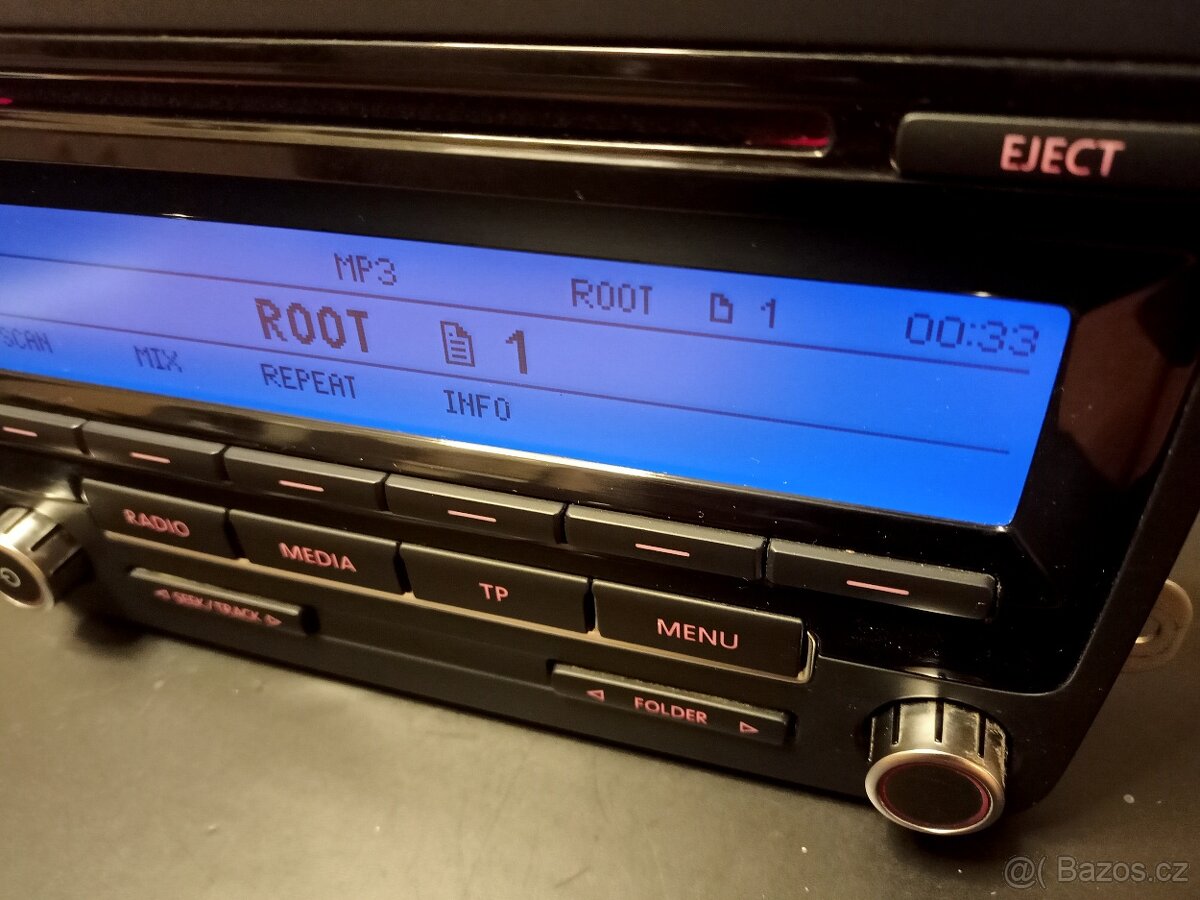 EJECT
MP3 ROOT 1 00:33
ROOT 1
SCAN MIX REPEAT INFO
RADIO MEDIA TP MENU
SEEK/TRACK
FOLDER
@( Bazos.cz